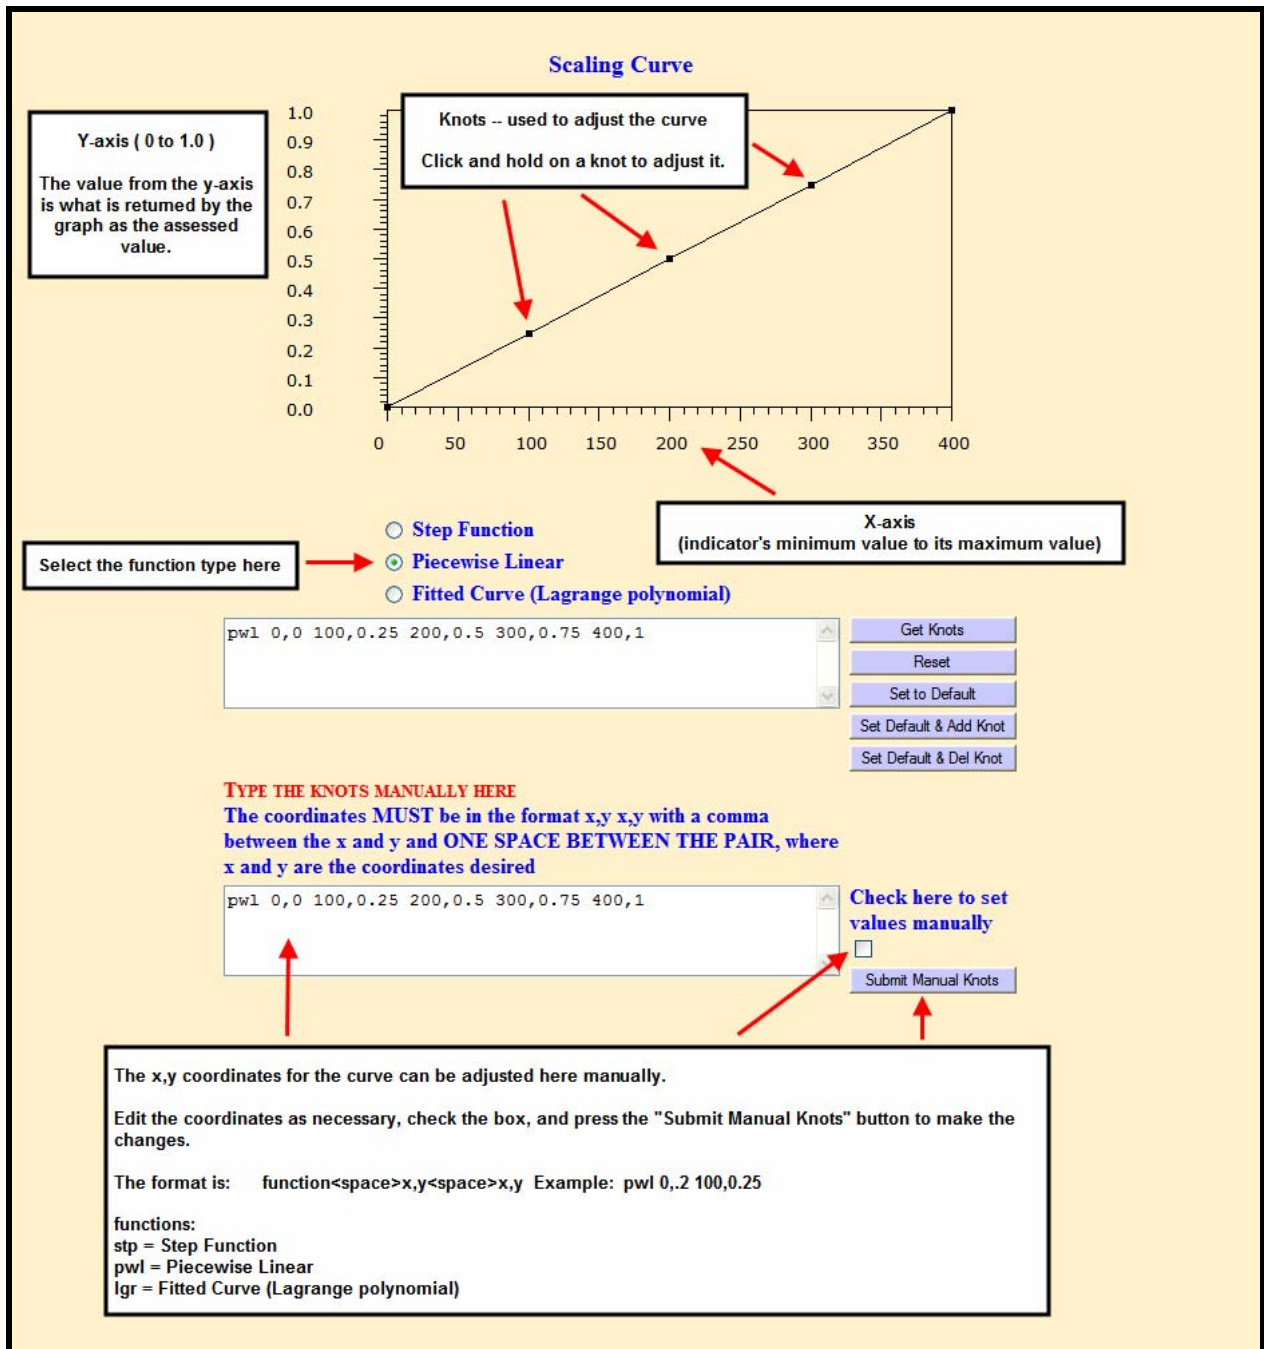 Scaling Curve
Y-axis ( 0 to 1.0 )
The value from the y-axis
is what is returned by the
graph as the assessed
value.
Knots -- used to adjust the curve
Click and hold on a knot to adjust it.
1.0
0.9
0.8
0.7
0.6
0.5
0.4
0.3
0.2
0.1
0.0
0 50 100 150 200 250 300 350 400
X-axis
(indicator's minimum value to its maximum value)
Select the function type here
Step Function
Piecewise Linear
Fitted Curve (Lagrange polynomial)
pwl 0,0 100,0.25 200,0.5 300,0.75 400,1
Get Knots
Reset
Set to Default
Set Default & Add Knot
Set Default & Del Knot
TYPE THE KNOTS MANUALLY HERE
The coordinates MUST be in the format x,y x,y with a comma
between the x and y and ONE SPACE BETWEEN THE PAIR, where
x and y are the coordinates desired
pwl 0,0 100,0.25 200,0.5 300,0.75 400,1
Check here to set
values manually
Submit Manual Knots
The x,y coordinates for the curve can be adjusted here manually.
Edit the coordinates as necessary, check the box, and press the "Submit Manual Knots" button to make the
changes.
The format is: function<space>x,y<space>x,y Example: pwl 0,.2 100,0.25
functions:
stp = Step Function
pwl = Piecewise Linear
lgr = Fitted Curve (Lagrange polynomial)